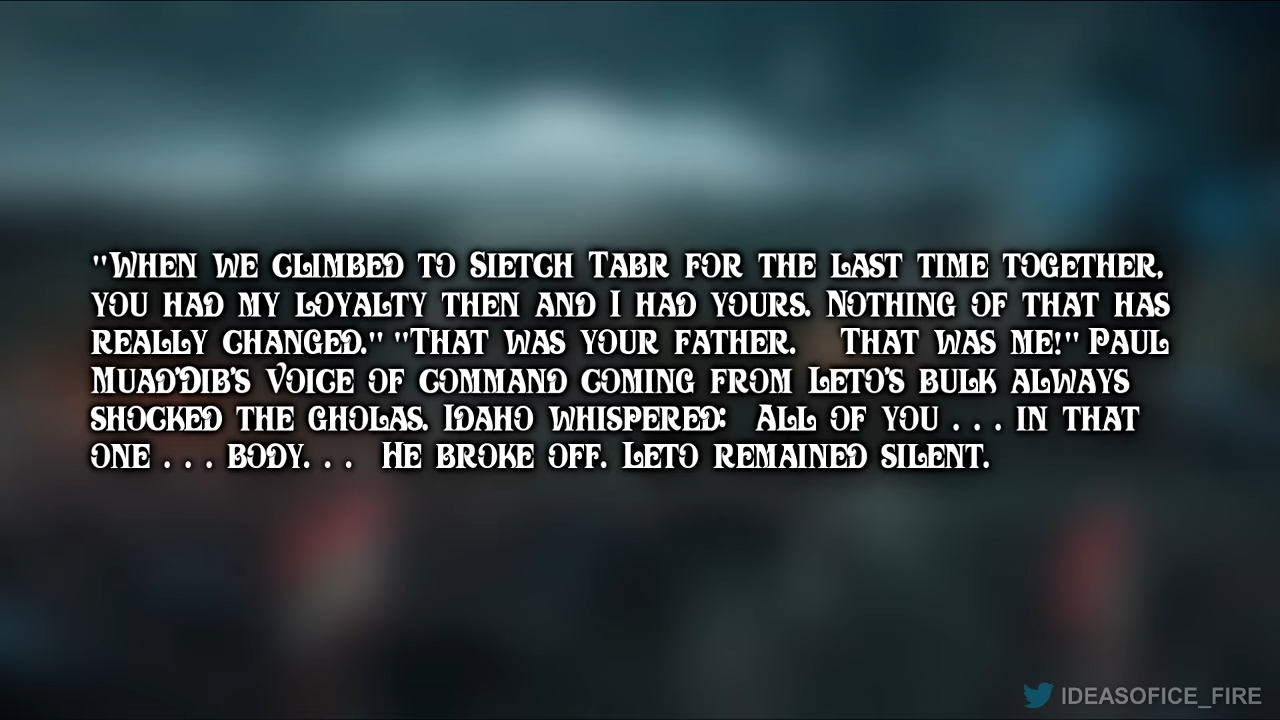 "When we climbed to Sietch Tabr for the last time together,
you had my loyalty then and I had yours. Nothing of that has
really changed." "That was your father. That was me!" Paul
Muad'Dib's Voice of command coming from Leto's bulk always
shocked the gholas. Idaho whispered: All of you . . . in that
one . . . body. . . He broke off. Leto remained silent.
IDEASOFICE_FIRE